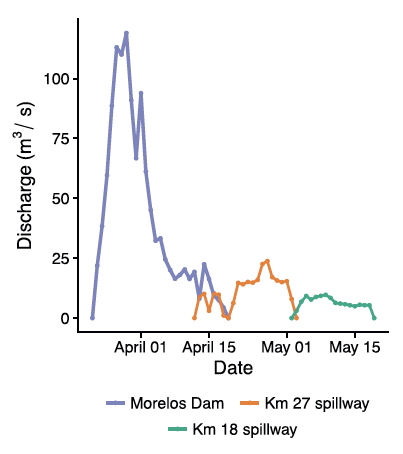 100
75
50
25
0
Discharge (m³/ s)
April 01 April 15 May 01 May 15
Date
Morelos Dam Km 27 spillway
Km 18 spillway